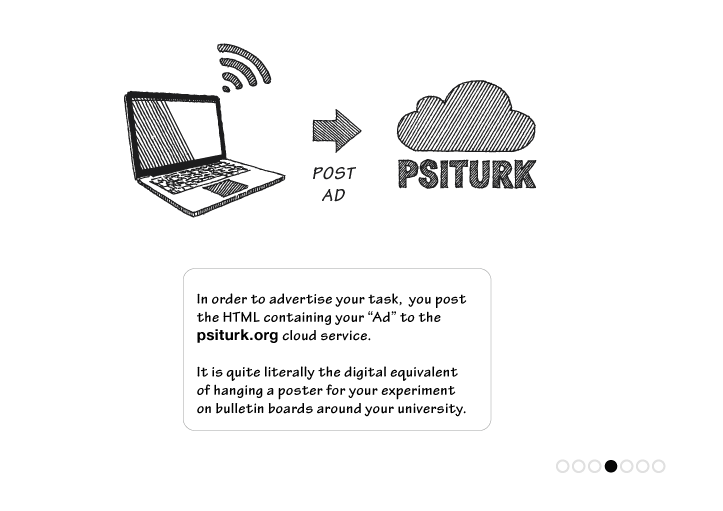 POST
AD
PSITURK
In order to advertise your task, you post
the HTML containing your “Ad” to the
psiturk.org cloud service.
It is quite literally the digital equivalent
of hanging a poster for your experiment
on bulletin boards around your university.